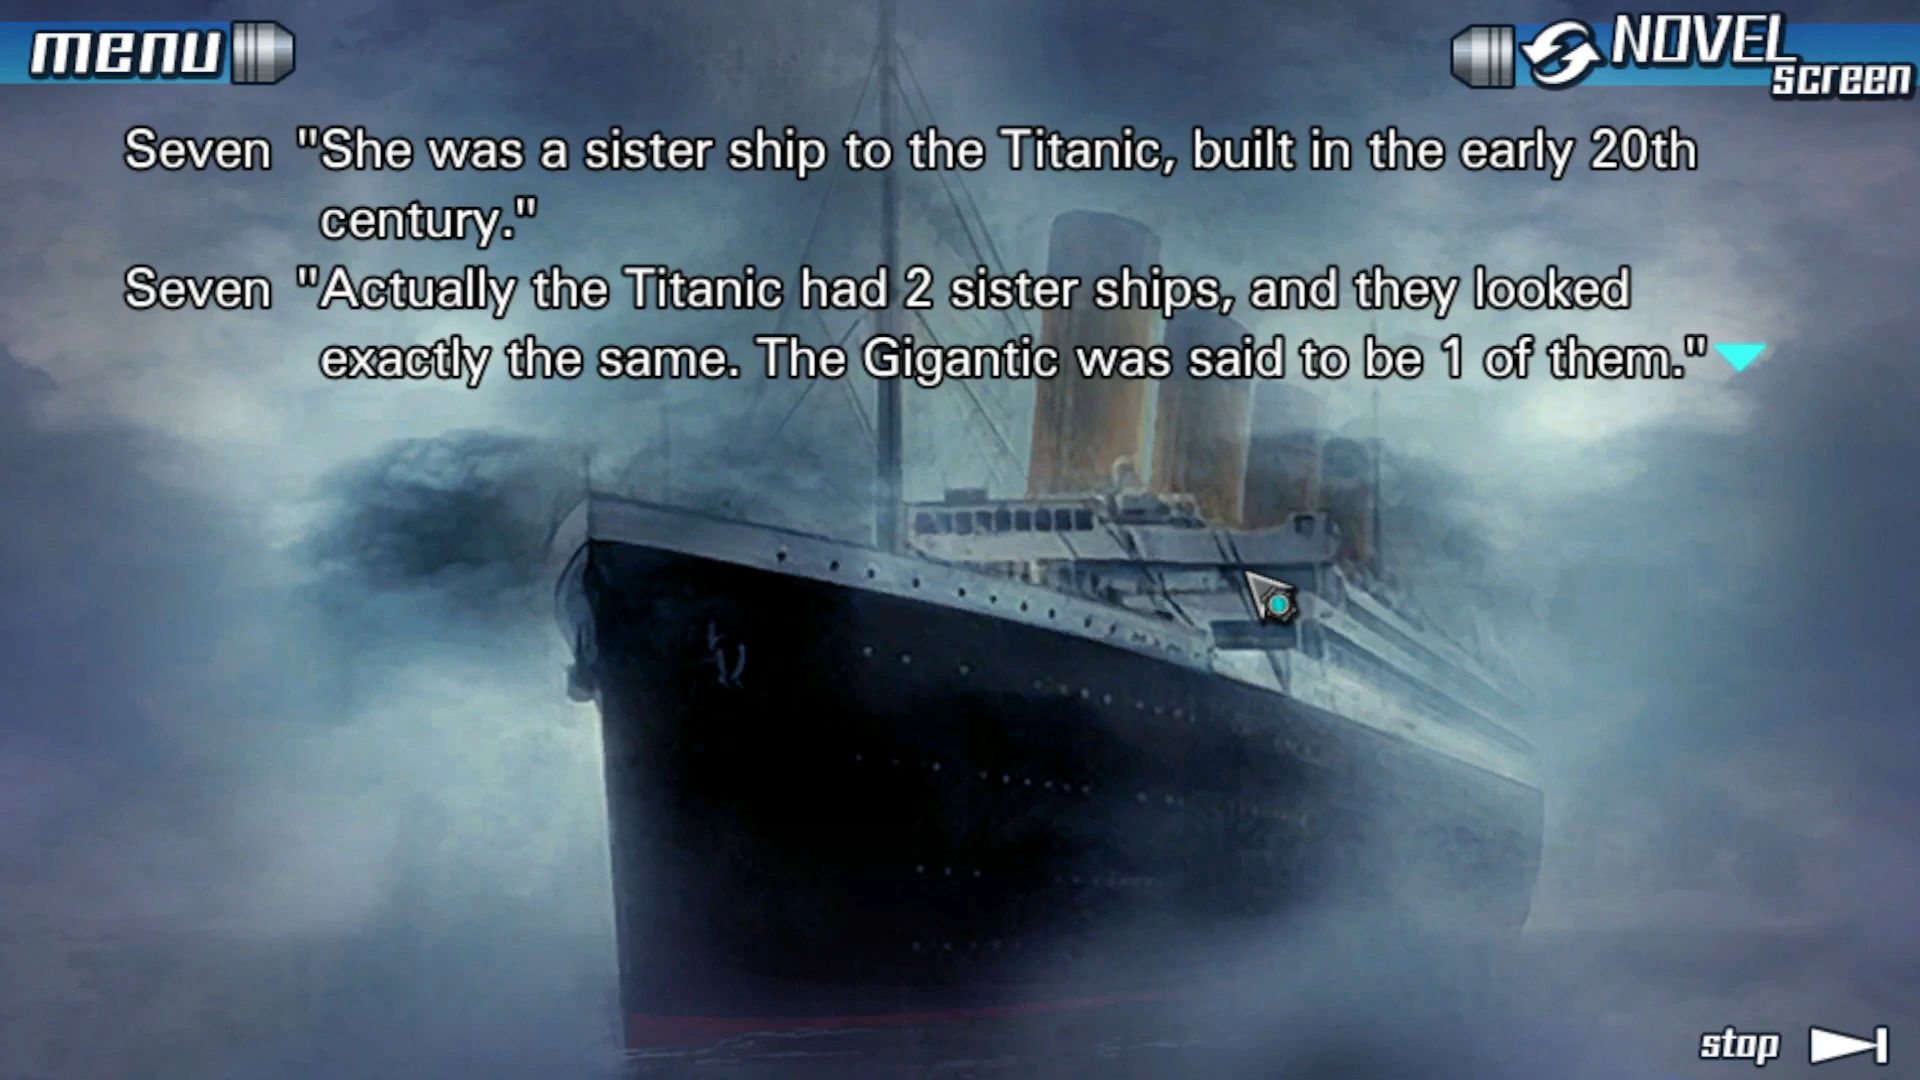 menu
NOVEL
screen
Seven "She was a sister ship to the Titanic, built in the early 20th
century."
Seven "Actually the Titanic had 2 sister ships, and they looked
exactly the same. The Gigantic was said to be 1 of them."
stop